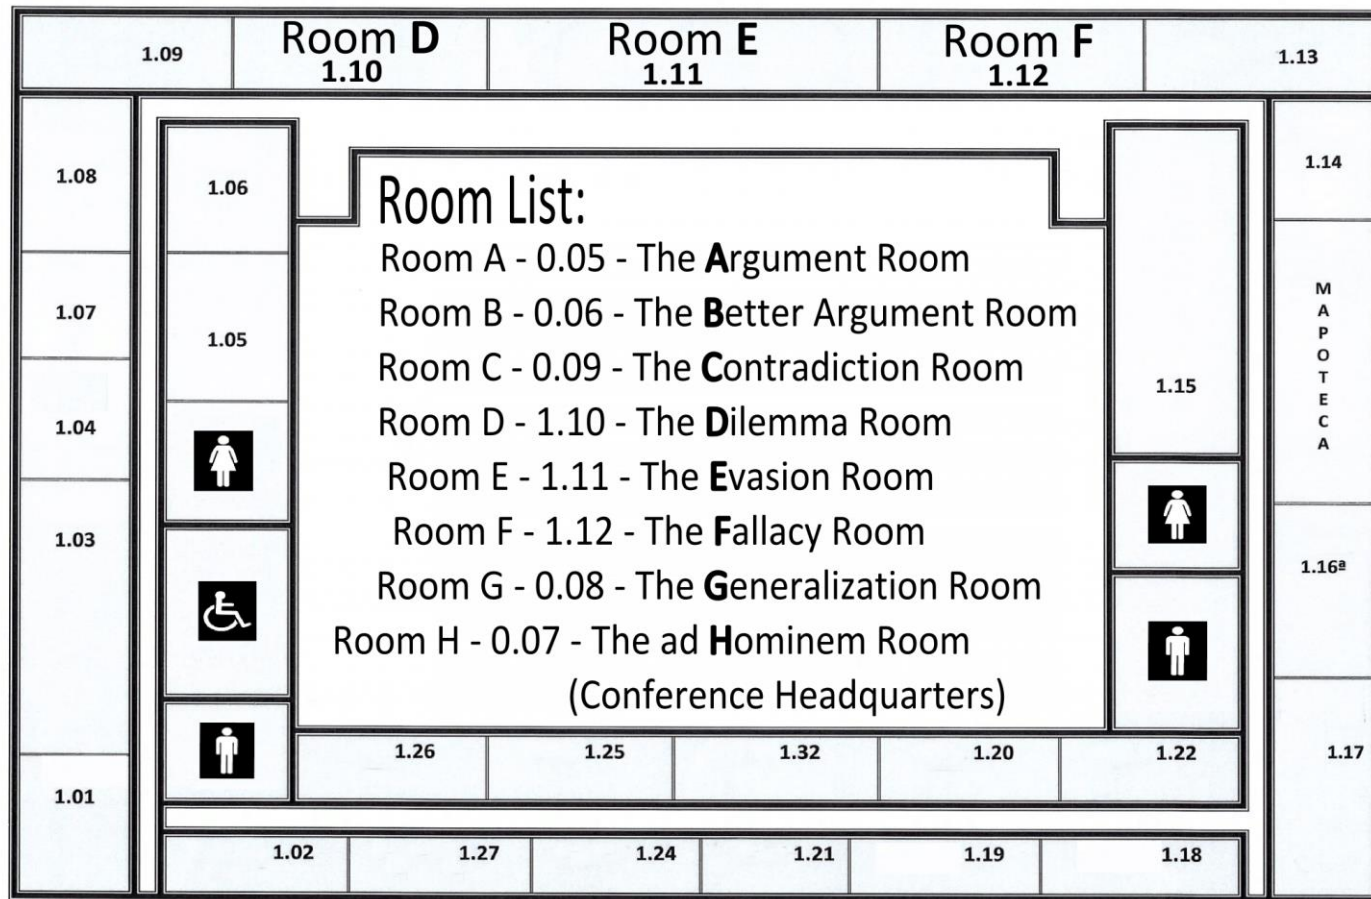 1.09
Room D
1.10
Room E
1.11
Room F
1.12
1.13
1.08
1.07
1.04
1.03
1.01
1.06
1.05
Room List:
Room A - 0.05 - The Argument Room
Room B - 0.06 - The Better Argument Room
Room C - 0.09 - The Contradiction Room
Room D - 1.10 - The Dilemma Room
Room E - 1.11 - The Evasion Room
Room F - 1.12 - The Fallacy Room
Room G - 0.08 - The Generalization Room
Room H - 0.07 - The ad Hominem Room
(Conference Headquarters)
1.15
1.14
MAPOTECA
1.16ª
1.17
1.26
1.25
1.32
1.20
1.22
1.02
1.27
1.24
1.21
1.19
1.18